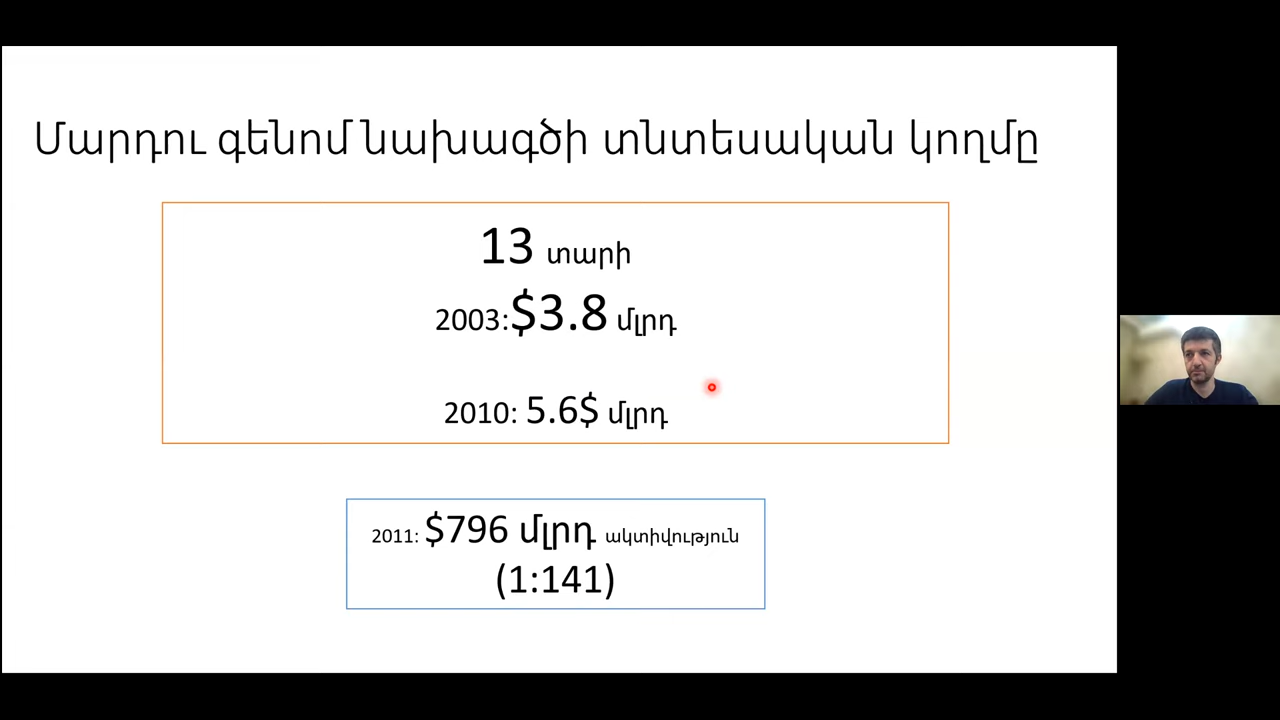 Մարդու գենոմ նախագծի տնտեսական կողմը
13 տարի
2003:$3.8 մլրդ
2010: 5.6$ մլրդ
2011: $796 մլրդ ակտիվություն
(1:141)